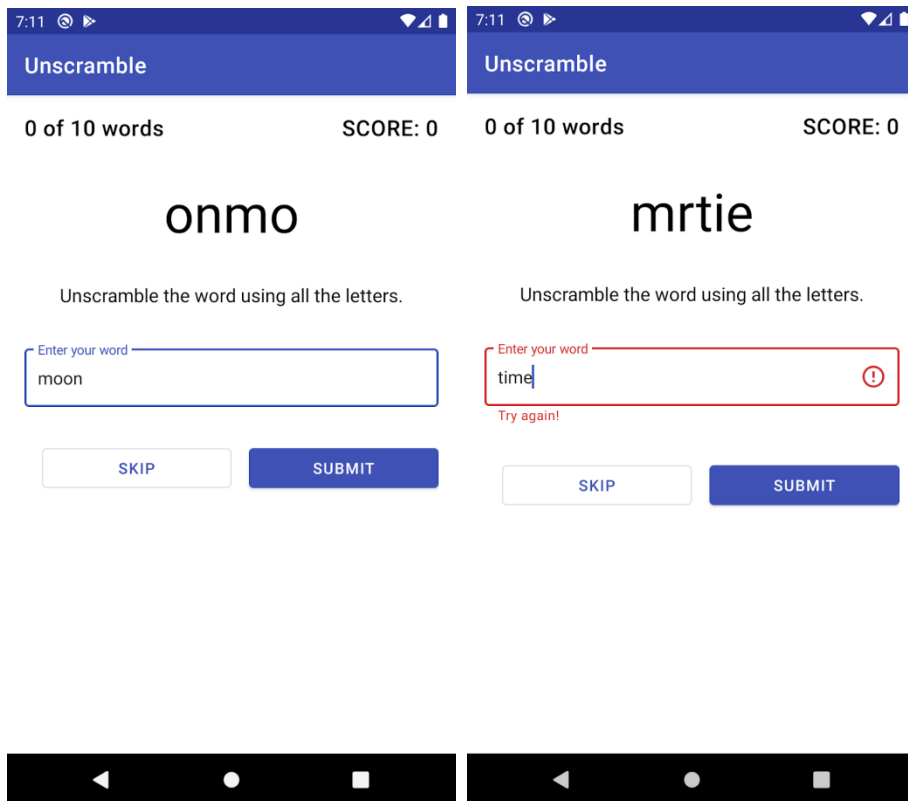 7:11
Unscramble
0 of 10 words SCORE: 0
onmo
Unscramble the word using all the letters.
Enter your word
moon
SKIP SUBMIT
7:11
Unscramble
0 of 10 words SCORE: 0
mrtie
Unscramble the word using all the letters.
Enter your word
time
Try again!
SKIP SUBMIT